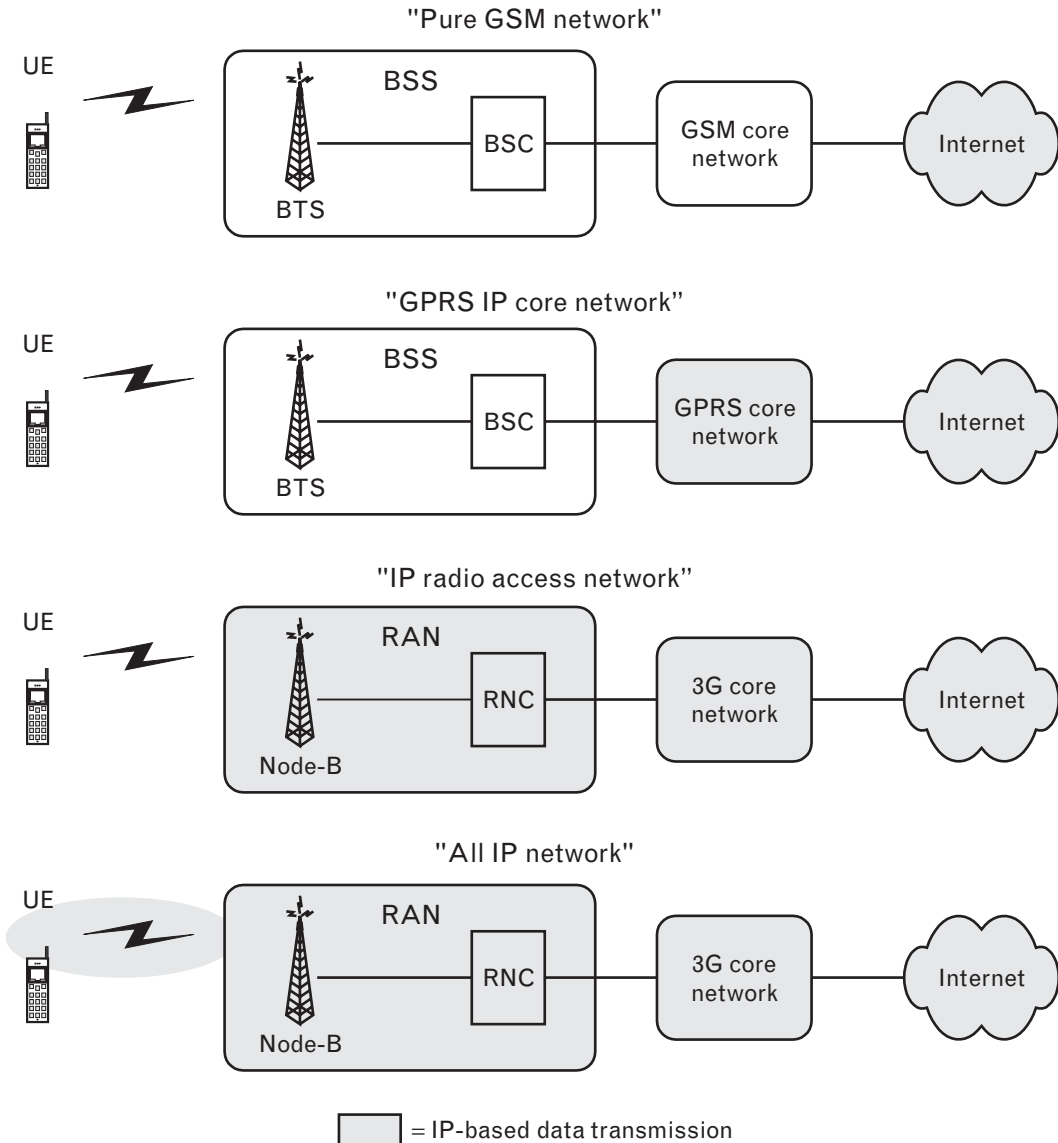 "Pure GSM network"
UE
BSS
BTS
BSC
GSM core
network
Internet
"GPRS IP core network”
UE
BSS
BTS
BSC
GPRS core
network
Internet
"IP radio access network”
UE
RAN
Node-B
RNC
3G core
network
Internet
"All IP network"
UE
RAN
Node-B
RNC
3G core
network
Internet
= IP-based data transmission